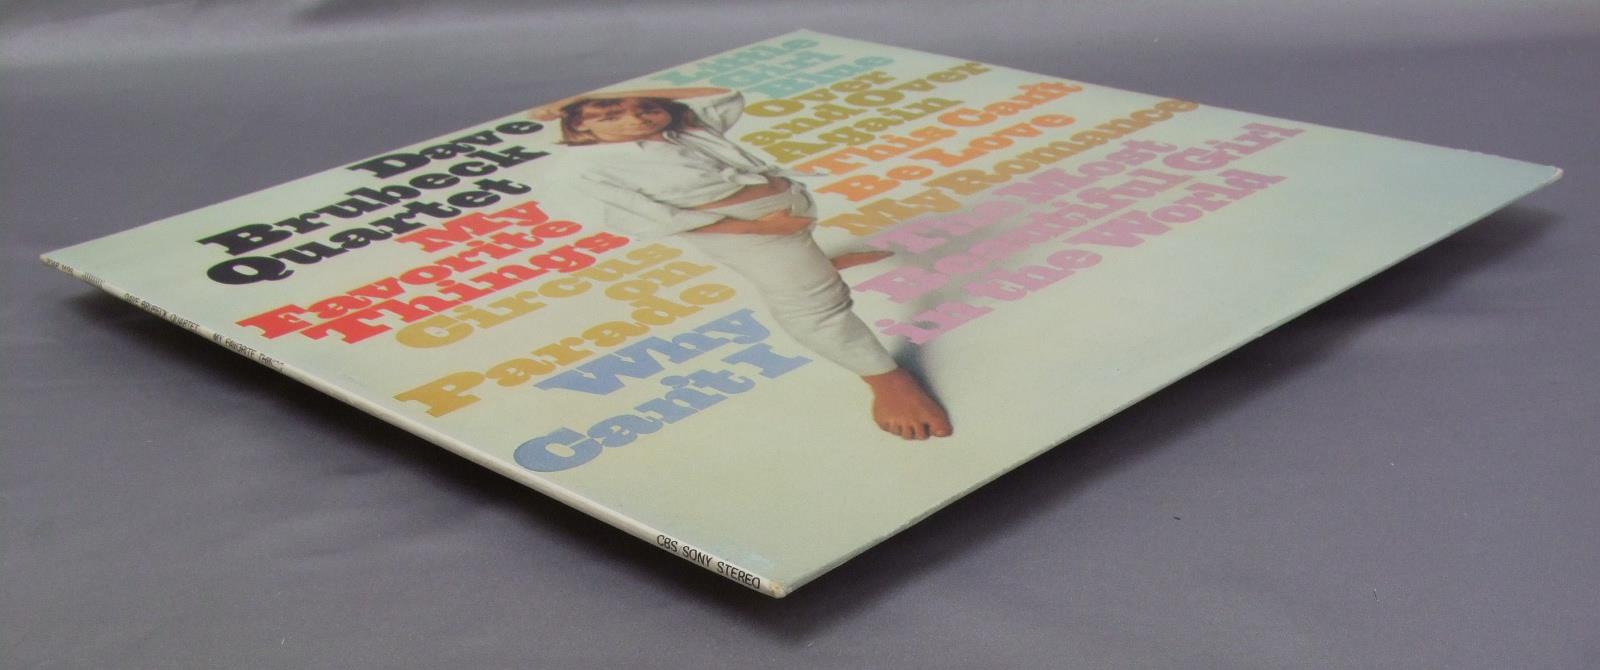 Dave
Brubeck
Quartet
My
Favorite
Things
Circus
on
Parade
Why
Can't I
Little
Girl
Blue
Over
and Over
Again
This Can't
Be Love
My Romance
The Most
Beautiful Girl
in the World
DAVE BRUBECK QUARTET MY FAVORITE THINGS
CBS SONY STEREO